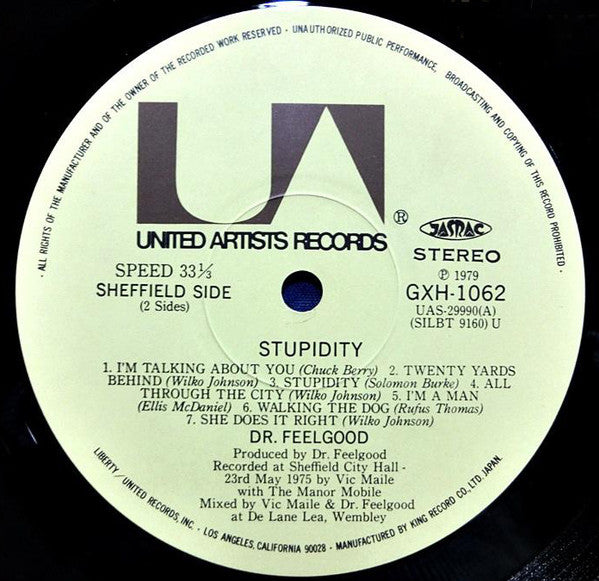 · ALL RIGHTS OF THE MANUFACTURER AND OF THE OWNER OF THE RECORDED WORK RESERVED · UNAUTHORIZED PUBLIC PERFORMANCE, BROADCASTING AND COPYING OF THIS RECORD PROHIBITED ·
UA ®
UNITED ARTISTS RECORDS
JASRAC
SPEED 33⅓
STEREO
SHEFFIELD SIDE
℗ 1979
(2 Sides)
GXH-1062
UAS-29990(A)
(SILBT 9160) U
STUPIDITY
1. I'M TALKING ABOUT YOU (Chuck Berry) 2. TWENTY YARDS
BEHIND (Wilko Johnson) 3. STUPIDITY (Solomon Burke) 4. ALL
THROUGH THE CITY (Wilko Johnson) 5. I'M A MAN
(Ellis McDaniel) 6. WALKING THE DOG (Rufus Thomas)
7. SHE DOES IT RIGHT (Wilko Johnson)
DR. FEELGOOD
Produced by Dr. Feelgood
Recorded at Sheffield City Hall -
23rd May 1975 by Vic Maile
with The Manor Mobile
Mixed by Vic Maile & Dr. Feelgood
at De Lane Lea, Wembley
LIBERTY/UNITED RECORDS, INC. · LOS ANGELES, CALIFORNIA 90028 · MANUFACTURED BY KING RECORD CO., LTD. JAPAN.